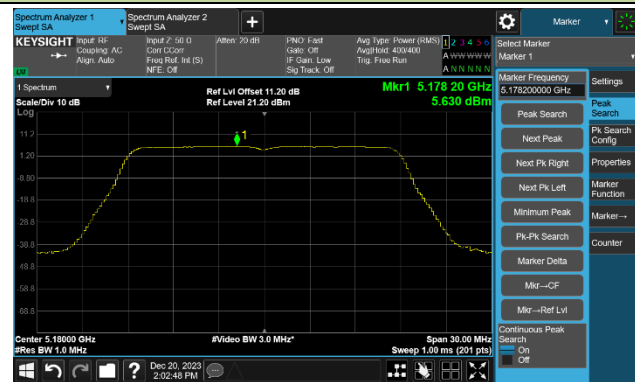 Spectrum Analyzer 1
Swept SA
Spectrum Analyzer 2
Swept SA
+
Marker
KEYSIGHT
Input: RF
Coupling: AC
Align: Auto
Input Z: 50 Ω
Corr CCorr
Freq Ref: Int (S)
NFE: Off
Atten: 20 dB
PNO: Fast
Gate: Off
IF Gain: Low
Sig Track: Off
Avg Type: Power (RMS)
Avg|Hold: 400/400
Trig: Free Run
1 2 3 4 5 6
A W W W W W
A N N N N N
Select Marker
Marker 1
Marker Frequency
5.178200000 GHz
Peak Search
Next Peak
Next Pk Right
Next Pk Left
Minimum Peak
Pk-Pk Search
Marker Delta
Mkr→CF
Mkr→Ref Lvl
Continuous Peak
Search
On
Off
Settings
Peak
Search
Pk Search
Config
Properties
Marker
Function
Marker→
Counter
1 Spectrum
Scale/Div 10 dB
Log
Ref Lvl Offset 11.20 dB
Ref Level 21.20 dBm
Mkr1 5.178 20 GHz
5.630 dBm
1
11.2
1.20
-8.80
-18.8
-28.8
-38.8
-48.8
-58.8
-68.8
Center 5.18000 GHz
#Res BW 1.0 MHz
#Video BW 3.0 MHz*
Span 30.00 MHz
Sweep 1.00 ms (201 pts)
?
Dec 20, 2023
2:02:48 PM